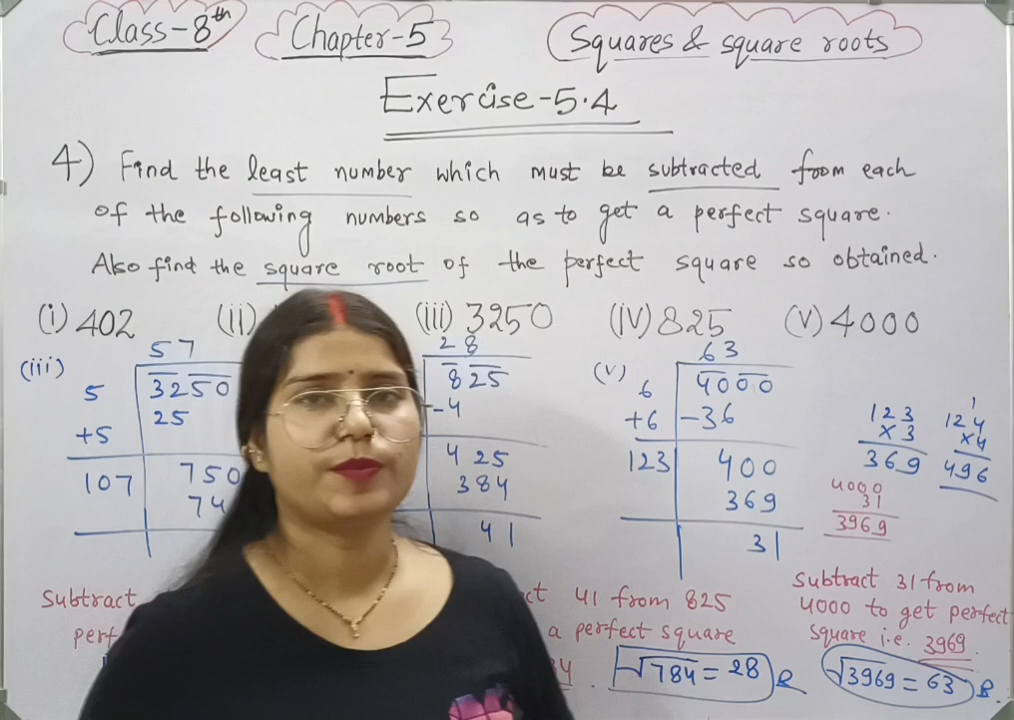 Class-8th Chapter-5 Squares & square roots
Exercise-5.4
4) Find the least number which must be subtracted from each
of the following numbers so as to get a perfect square.
Also find the square root of the perfect square so obtained.
(i) 402 (ii) (iii) 3250 (iv) 825 (v) 4000
(iii)
57
5 3250
25
+5
107 750
74
28
825
-4
425
384
41
(v)
63
6 4000
+6 -36
123 400
369
31
123
x3
369
1
124
x4
496
4000
31
3969
Subtract
perf
ct 41 from 825
a perfect square
84.
√784 = 28
Subtract 31 from
4000 to get perfect
square i.e. 3969.
√3969 = 63